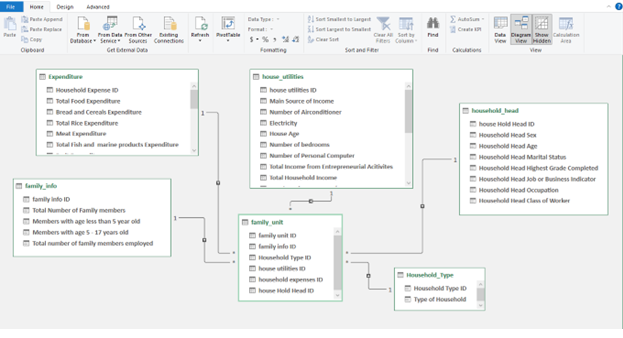 File Home Design Advanced
Paste
Paste Append
Paste Replace
Copy
Clipboard
From Database
From Data Service
From Other Sources
Existing Connections
Get External Data
Refresh
PivotTable
Data Type :
Format :
$ % ,
Formatting
Sort Smallest to Largest
Sort Largest to Smallest
Clear Sort
Clear All Filters
Sort by Column
Sort and Filter
Find
Find
AutoSum
Create KPI
Calculations
Data View
Diagram View
Show Hidden
Calculation Area
View
Expenditure
Household Expense ID
Total Food Expenditure
Bread and Cereals Expenditure
Total Rice Expenditure
Meat Expenditure
Total Fish and marine products Expenditure
1
house_utilities
house utilities ID
Main Source of Income
Number of Airconditioner
Electricity
House Age
Number of bedrooms
Number of Personal Computer
Total Income from Entrepreneurial Acitivites
Total Household Income
1
household_head
house Hold Head ID
Household Head Sex
Household Head Age
Household Head Marital Status
Household Head Highest Grade Completed
Household Head Job or Business Indicator
Household Head Occupation
Household Head Class of Worker
1
family_info
family info ID
Total Number of Family members
Members with age less than 5 year old
Members with age 5 - 17 years old
Total number of family members employed
1
family_unit
family unit ID
family info ID
Household Type ID
house utilities ID
household expenses ID
house Hold Head ID
* * * * *
Household_Type
Household Type ID
Type of Household
1